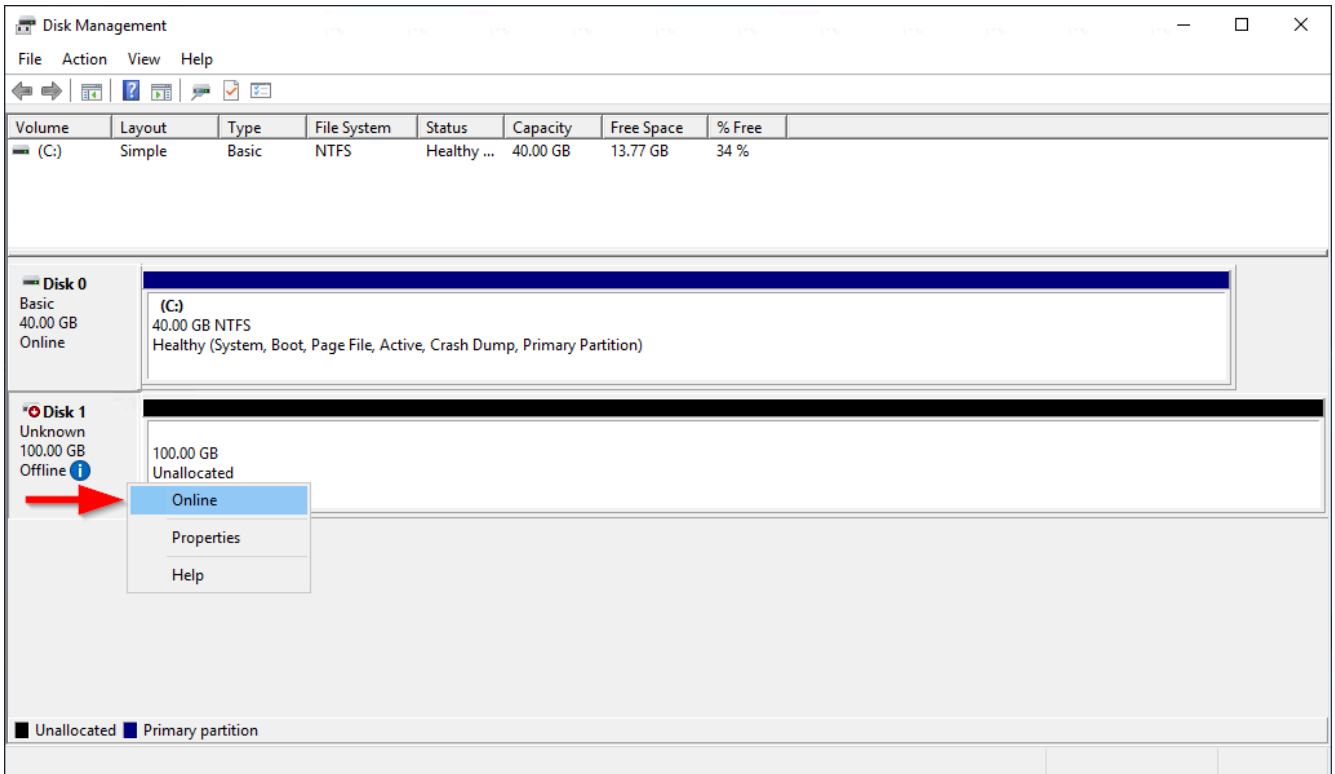 Disk Management
File Action View Help
Volume Layout Type File System Status Capacity Free Space % Free
(C:) Simple Basic NTFS Healthy ... 40.00 GB 13.77 GB 34 %
Disk 0
Basic
40.00 GB
Online
(C:)
40.00 GB NTFS
Healthy (System, Boot, Page File, Active, Crash Dump, Primary Partition)
Disk 1
Unknown
100.00 GB
Offline
100.00 GB
Unallocated
Online
Properties
Help
Unallocated Primary partition